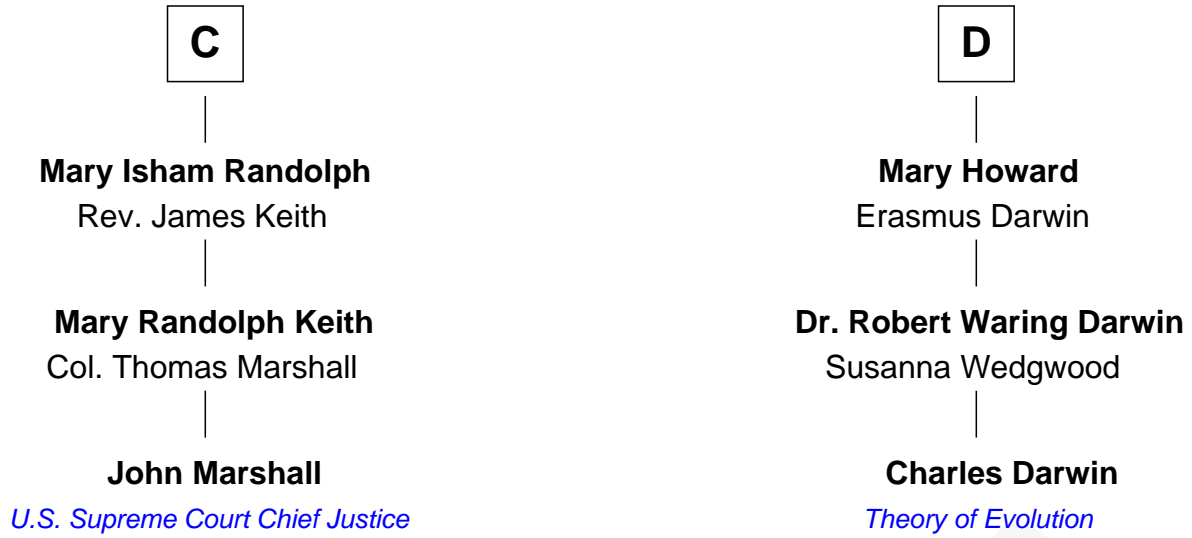 C
Mary Isham Randolph
Rev. James Keith
Mary Randolph Keith
Col. Thomas Marshall
John Marshall
U.S. Supreme Court Chief Justice
D
Mary Howard
Erasmus Darwin
Dr. Robert Waring Darwin
Susanna Wedgwood
Charles Darwin
Theory of Evolution